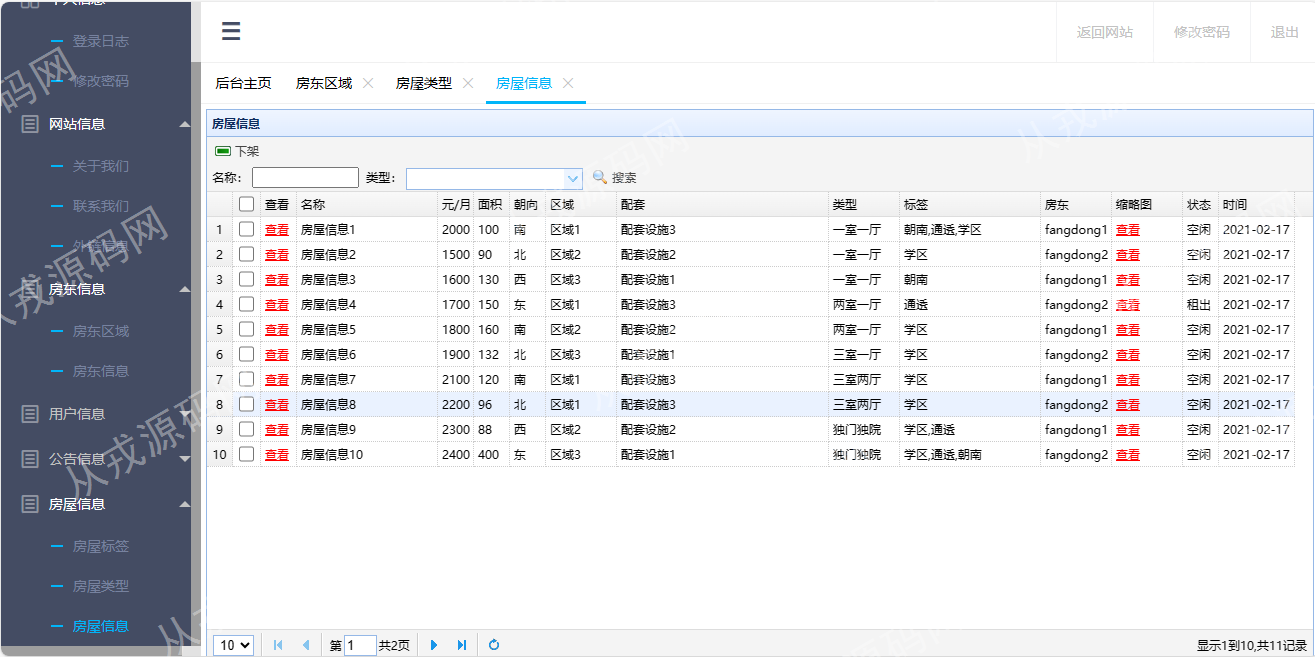 个人信息
登录日志
修改密码
网站信息
关于我们
联系我们
外链信息
房东信息
房东区域
房东信息
用户信息
公告信息
房屋信息
房屋标签
房屋类型
房屋信息
返回网站 修改密码 退出
后台主页 房东区域 房屋类型 房屋信息
房屋信息
下架
名称： 类型： 搜索
查看 名称 元/月 面积 朝向 区域 配套 类型 标签 房东 缩略图 状态 时间
1 查看 房屋信息1 2000 100 南 区域1 配套设施3 一室一厅 朝南,通透,学区 fangdong1 查看 空闲 2021-02-17
2 查看 房屋信息2 1500 90 北 区域2 配套设施2 一室一厅 学区 fangdong2 查看 空闲 2021-02-17
3 查看 房屋信息3 1600 130 西 区域3 配套设施1 一室一厅 朝南 fangdong1 查看 空闲 2021-02-17
4 查看 房屋信息4 1700 150 东 区域1 配套设施3 两室一厅 通透 fangdong2 查看 租出 2021-02-17
5 查看 房屋信息5 1800 160 南 区域2 配套设施2 两室一厅 学区 fangdong1 查看 空闲 2021-02-17
6 查看 房屋信息6 1900 132 北 区域3 配套设施1 三室一厅 学区 fangdong2 查看 空闲 2021-02-17
7 查看 房屋信息7 2100 120 南 区域1 配套设施3 三室两厅 学区 fangdong1 查看 空闲 2021-02-17
8 查看 房屋信息8 2200 96 北 区域1 配套设施3 三室两厅 学区 fangdong2 查看 空闲 2021-02-17
9 查看 房屋信息9 2300 88 西 区域2 配套设施2 独门独院 学区,通透 fangdong1 查看 空闲 2021-02-17
10 查看 房屋信息10 2400 400 东 区域3 配套设施1 独门独院 学区,通透,朝南 fangdong2 查看 空闲 2021-02-17
10 第 1 共2页 显示1到10,共11记录
从戎源码网